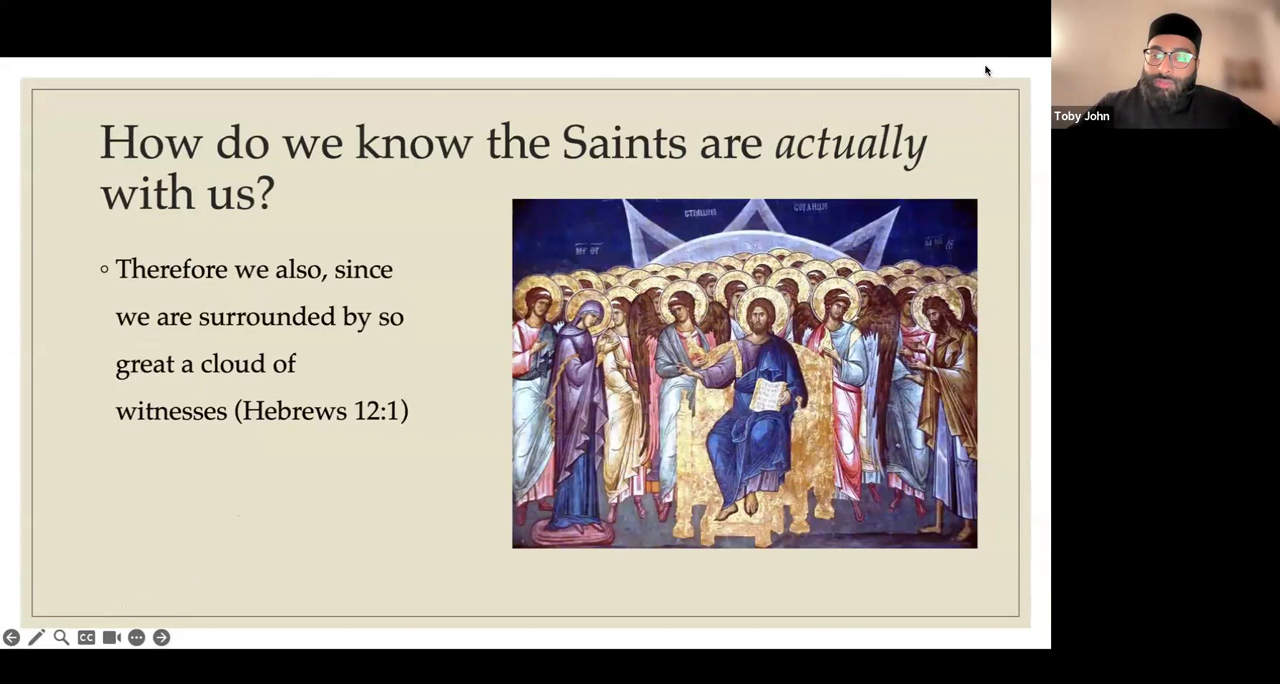 How do we know the Saints are actually
with us?
◦ Therefore we also, since
we are surrounded by so
great a cloud of
witnesses (Hebrews 12:1)
Toby John
CC